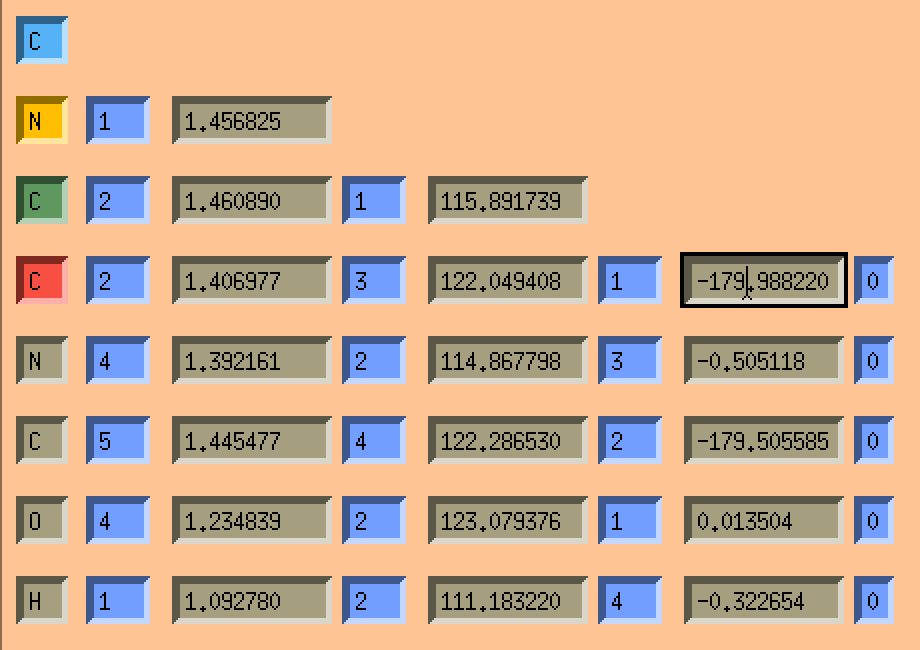 C
N 1 1.456825
C 2 1.460890 1 115.891739
C 2 1.406977 3 122.049408 1 -179.988220 0
N 4 1.392161 2 114.867798 3 -0.505118 0
C 5 1.445477 4 122.286530 2 -179.505585 0
O 4 1.234839 2 123.079376 1 0.013504 0
H 1 1.092780 2 111.183220 4 -0.322654 0